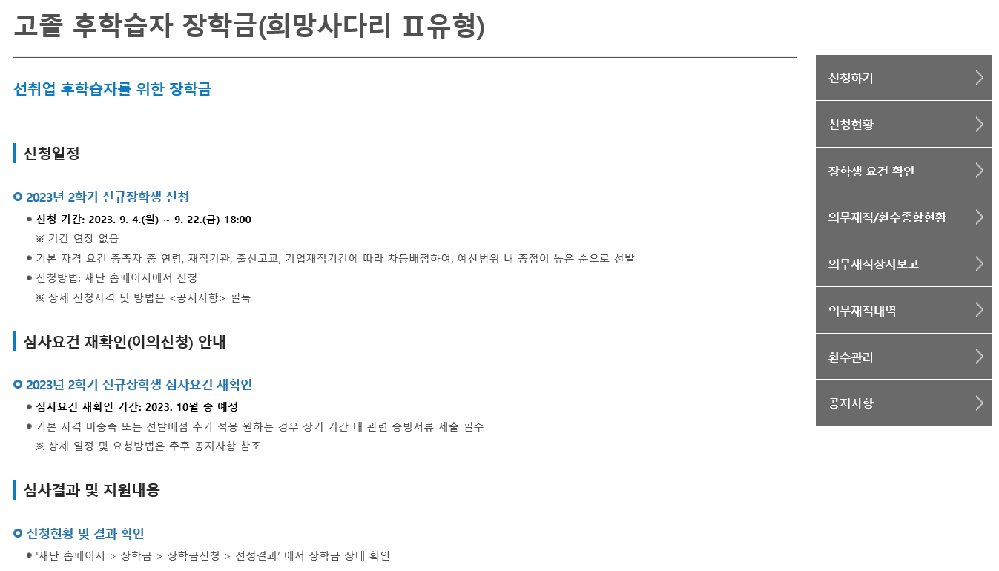 고졸 후학습자 장학금(희망사다리 Ⅱ유형)
선취업 후학습자를 위한 장학금
신청일정
2023년 2학기 신규장학생 신청
신청 기간: 2023. 9. 4.(월) ~ 9. 22.(금) 18:00
※ 기간 연장 없음
기본 자격 요건 충족자 중 연령, 재직기관, 출신고교, 기업재직기간에 따라 차등배점하여, 예산범위 내 총점이 높은 순으로 선발
신청방법: 재단 홈페이지에서 신청
※ 상세 신청자격 및 방법은 <공지사항> 필독
심사요건 재확인(이의신청) 안내
2023년 2학기 신규장학생 심사요건 재확인
심사요건 재확인 기간: 2023. 10월 중 예정
기본 자격 미충족 또는 선발배점 추가 적용 원하는 경우 상기 기간 내 관련 증빙서류 제출 필수
※ 상세 일정 및 요청방법은 추후 공지사항 참조
심사결과 및 지원내용
신청현황 및 결과 확인
'재단 홈페이지 > 장학금 > 장학금신청 > 선정결과' 에서 장학금 상태 확인
신청하기
신청현황
장학생 요건 확인
의무재직/환수종합현황
의무재직상시보고
의무재직내역
환수관리
공지사항